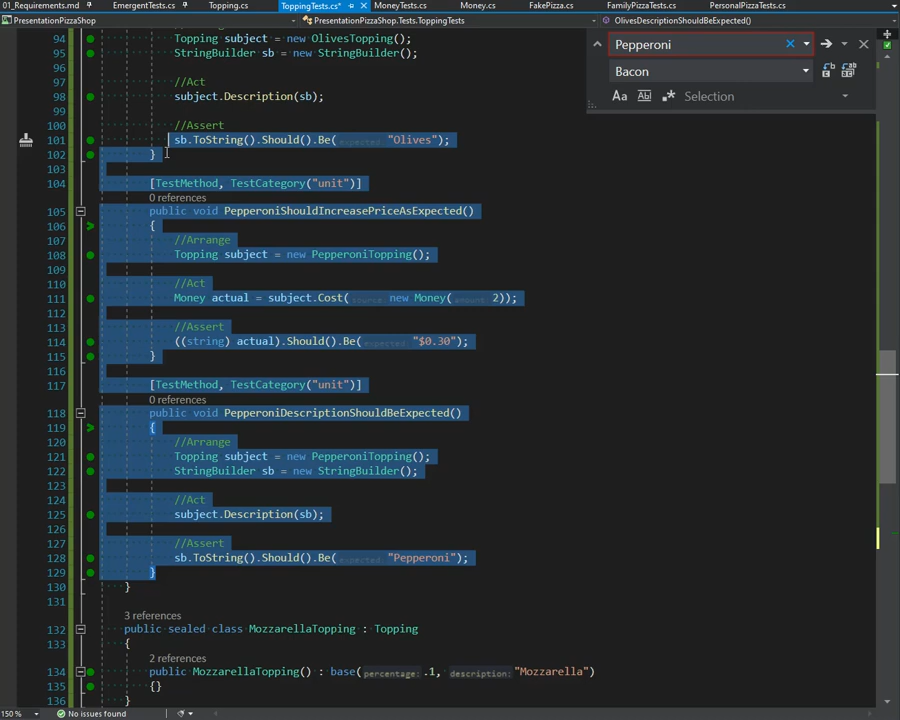 01_Requirements.md EmergentTests.cs Topping.cs ToppingTests.cs* MoneyTests.cs Money.cs FakePizza.cs FamilyPizzaTests.cs PersonalPizzaTests.cs
PresentationPizzaShop PresentationPizzaShop.Tests.ToppingTests OlivesDescriptionShouldBeExpected()
Pepperoni
Bacon
Aa Ab .* Selection
94 Topping subject = new OlivesTopping();
95 StringBuilder sb = new StringBuilder();
96
97 //Act
98 subject.Description(sb);
99
100 //Assert
101 sb.ToString().Should().Be(expected: "Olives");
102 }
103
104 [TestMethod, TestCategory("unit")]
0 references
105 public void PepperoniShouldIncreasePriceAsExpected()
106 {
107 //Arrange
108 Topping subject = new PepperoniTopping();
109
110 //Act
111 Money actual = subject.Cost(source: new Money(amount: 2));
112
113 //Assert
114 ((string) actual).Should().Be(expected: "$0.30");
115 }
116
117 [TestMethod, TestCategory("unit")]
0 references
118 public void PepperoniDescriptionShouldBeExpected()
119 {
120 //Arrange
121 Topping subject = new PepperoniTopping();
122 StringBuilder sb = new StringBuilder();
123
124 //Act
125 subject.Description(sb);
126
127 //Assert
128 sb.ToString().Should().Be(expected: "Pepperoni");
129 }
130 }
131
3 references
132 public sealed class MozzarellaTopping : Topping
133 {
2 references
134 public MozzarellaTopping() : base(percentage: .1, description: "Mozzarella")
135 {}
136 }
150 % No issues found